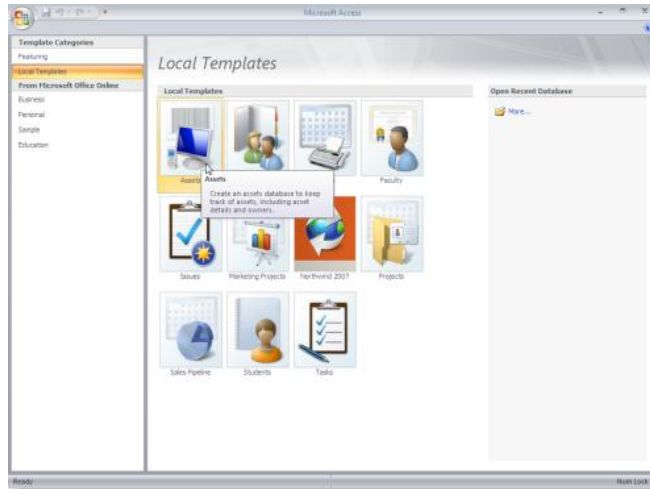 Microsoft Access
Template Categories
Featuring
Local Templates
From Microsoft Office Online
Business
Personal
Sample
Education
Local Templates
Local Templates
Open Recent Database
More...
Assets
Faculty
Assets
Create an assets database to keep
track of assets, including asset
details and owners.
Issues
Marketing Projects
Northwind 2007
Projects
Sales Pipeline
Students
Tasks
Ready
Num Lock